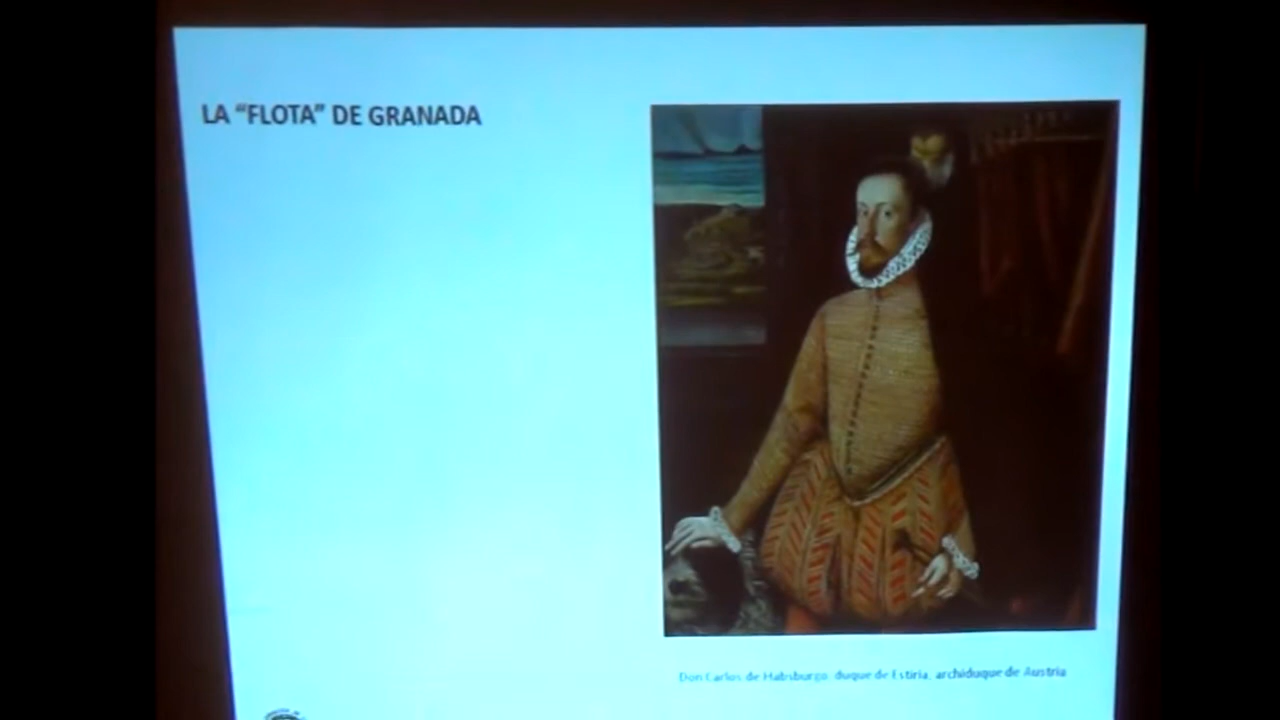 LA “FLOTA” DE GRANADA
Don Carlos de Habsburgo, duque de Estiria, archiduque de Austria